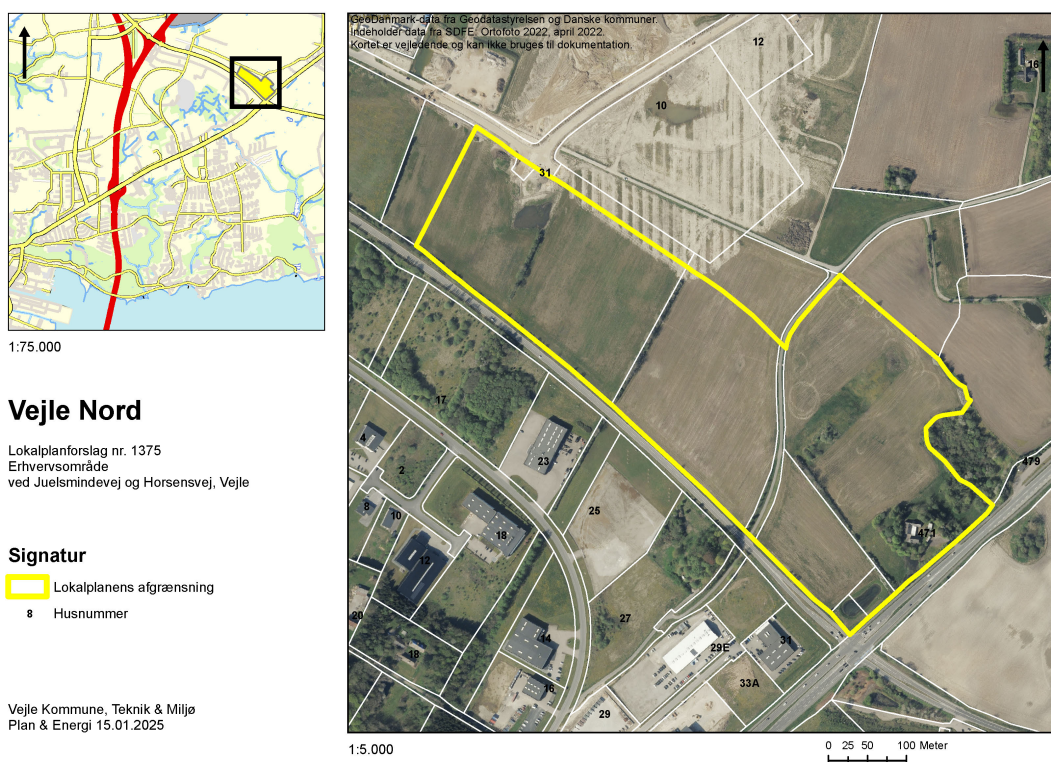 1:75.000
Vejle Nord
Lokalplanforslag nr. 1375
Erhvervsområde
ved Juelsmindevej og Horsensvej, Vejle
Signatur
Lokalplanens afgrænsning
8 Husnummer
Vejle Kommune, Teknik & Miljø
Plan & Energi 15.01.2025
GeoDanmark-data fra Geodatastyrelsen og Danske kommuner.
Indeholder data fra SDFE: Ortofoto 2022, april 2022.
Kortet er vejledende og kan ikke bruges til dokumentation.
12
16
10
31
17
4
2
23
479
8
10
25
18
471
12
20
27
14
31
18
29E
16
33A
29
1:5.000
0 25 50 100 Meter